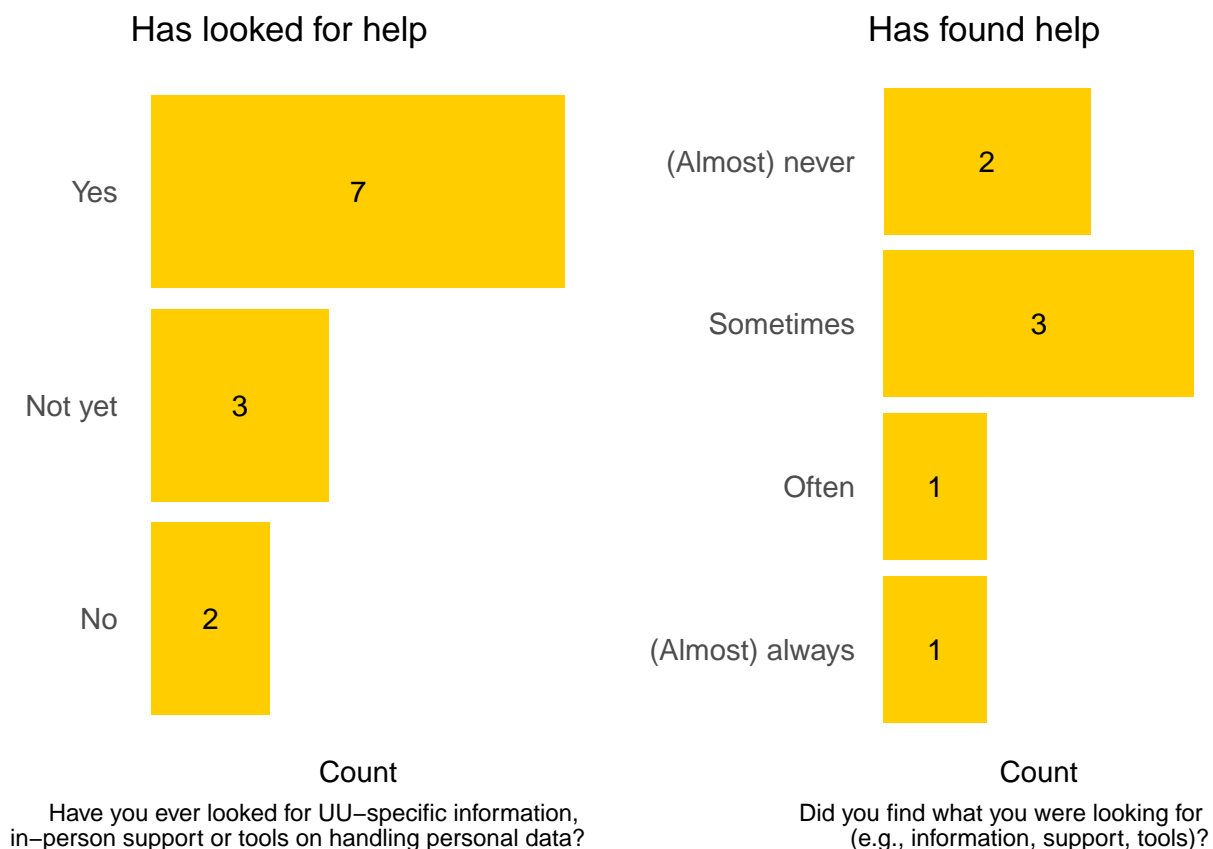 Has looked for help
Yes
7
Not yet
3
No
2
Count
Have you ever looked for UU−specific information,
in−person support or tools on handling personal data?
Has found help
(Almost) never
2
Sometimes
3
Often
1
(Almost) always
1
Count
Did you find what you were looking for
(e.g., information, support, tools)?